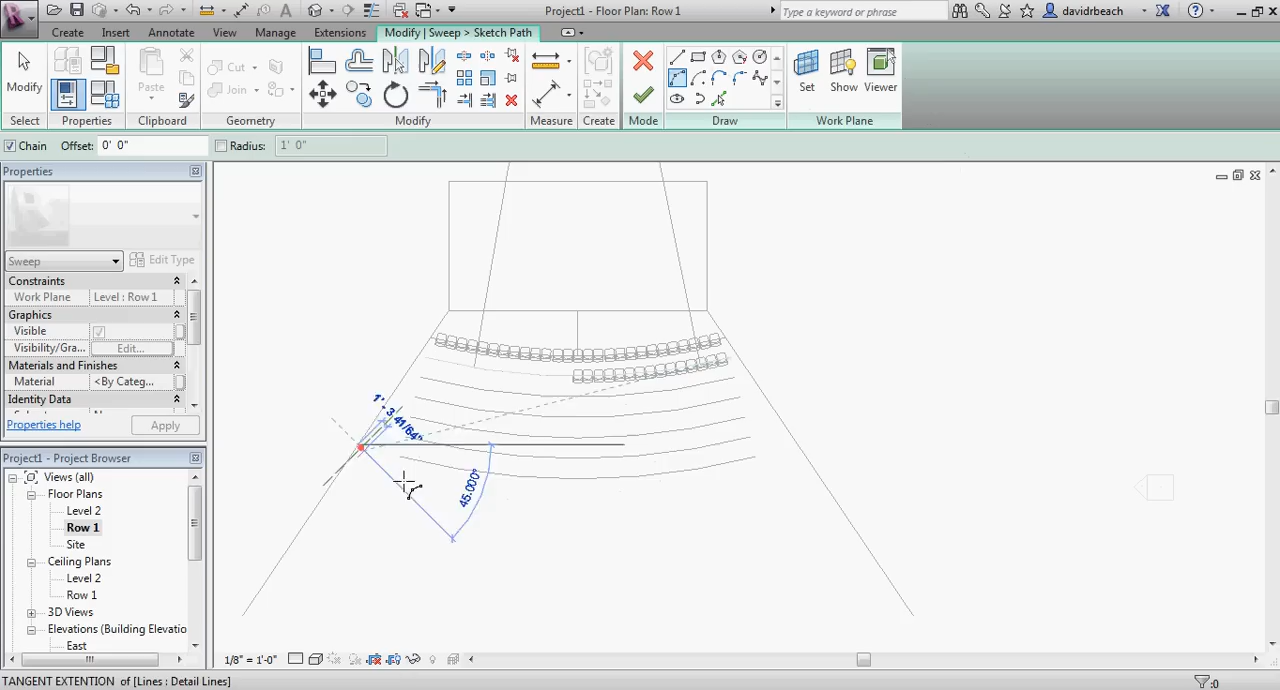 Project1 - Floor Plan: Row 1
Type a keyword or phrase
davidrbeach
Create Insert Annotate View Manage Extensions Modify | Sweep > Sketch Path
Modify Paste Cut Join Set Show Viewer
Select Properties Clipboard Geometry Modify Measure Create Mode Draw Work Plane
Chain Offset: 0' 0" Radius: 1' 0"
Properties
Sweep Edit Type
Constraints
Work Plane Level : Row 1
Graphics
Visible
Visibility/Gra... Edit...
Materials and Finishes
Material <By Categ...
Identity Data
Properties help Apply
Project1 - Project Browser
Views (all)
Floor Plans
Level 2
Row 1
Site
Ceiling Plans
Level 2
Row 1
3D Views
Elevations (Building Elevatio
East
45.000°
1/8" = 1'-0"
TANGENT EXTENTION of [Lines : Detail Lines]
:0